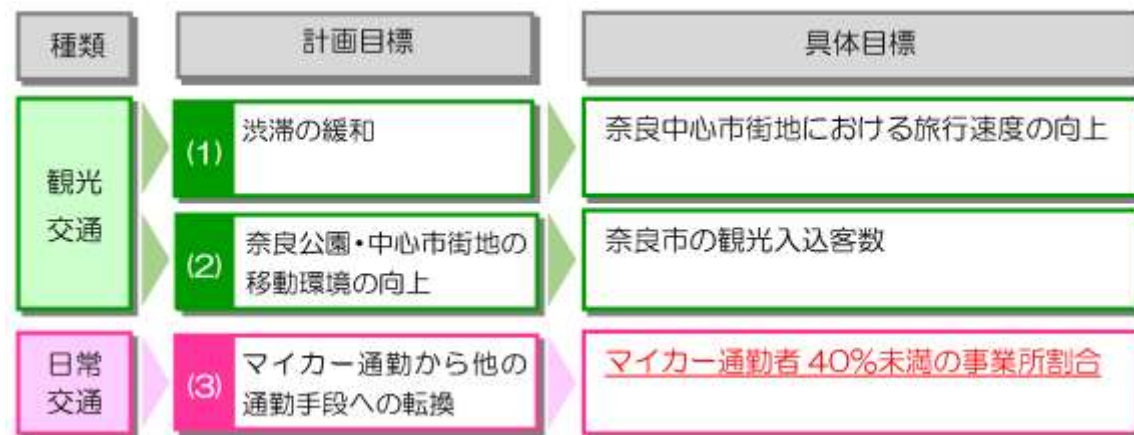 種類
計画目標
具体目標
観光
交通
(1)
渋滞の緩和
奈良中心市街地における旅行速度の向上
(2)
奈良公園・中心市街地の
移動環境の向上
奈良市の観光入込客数
日常
交通
(3)
マイカー通勤から他の
通勤手段への転換
マイカー通勤者 40%未満の事業所割合